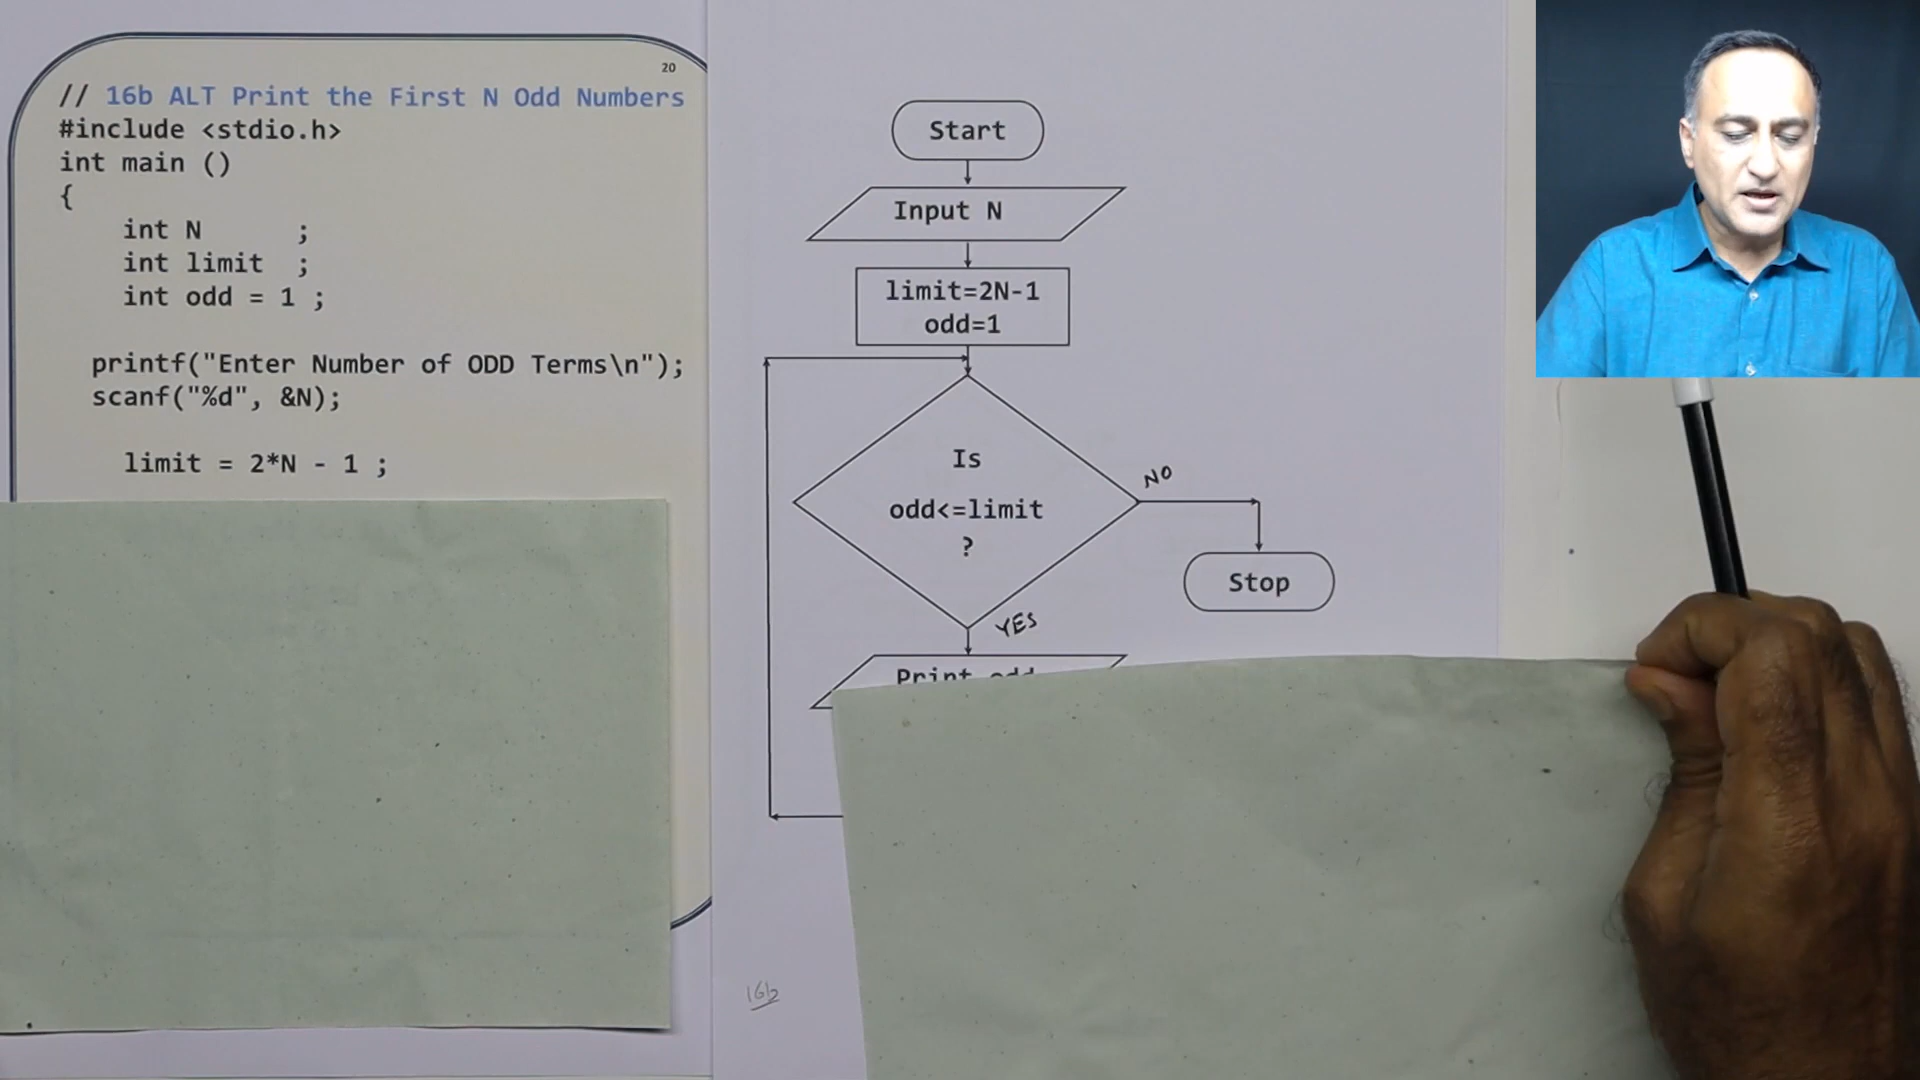 20
// 16b ALT Print the First N Odd Numbers
#include <stdio.h>
int main ()
{
int N ;
int limit ;
int odd = 1 ;
printf("Enter Number of ODD Terms\n");
scanf("%d", &N);
limit = 2*N - 1 ;
Start
Input N
limit=2N-1
odd=1
Is
odd<=limit
?
NO
Stop
YES
Print odd
16b